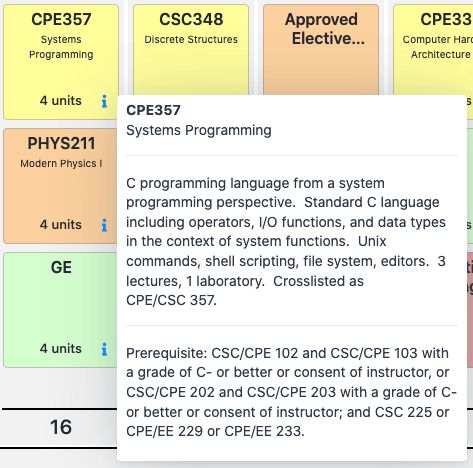 CPE357
Systems
Programming
4 units
CSC348
Discrete Structures
Approved
Elective...
CPE33
Computer Hard
Architecture
CPE357
Systems Programming
C programming language from a system
programming perspective.  Standard C language
including operators, I/O functions, and data types
in the context of system functions.  Unix
commands, shell scripting, file system, editors.  3
lectures, 1 laboratory.  Crosslisted as
CPE/CSC 357.
Prerequisite: CSC/CPE 102 and CSC/CPE 103 with
a grade of C- or better or consent of instructor, or
CSC/CPE 202 and CSC/CPE 203 with a grade of C-
or better or consent of instructor; and CSC 225 or
CPE/EE 229 or CPE/EE 233.
PHYS211
Modern Physics I
4 units
GE
4 units
16